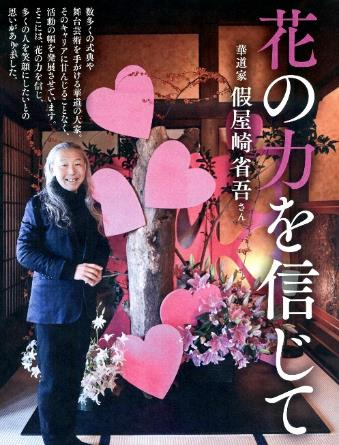 花の力を信じて
華道家 假屋崎省吾さん
数多くの式典や
舞台芸術を手がける華道の大家。
そのキャリアに甘んじることなく、
活動の幅を発展させています。
そこには、花の力を信じ、
多くの人を笑顔にしたいとの
思いがありました。